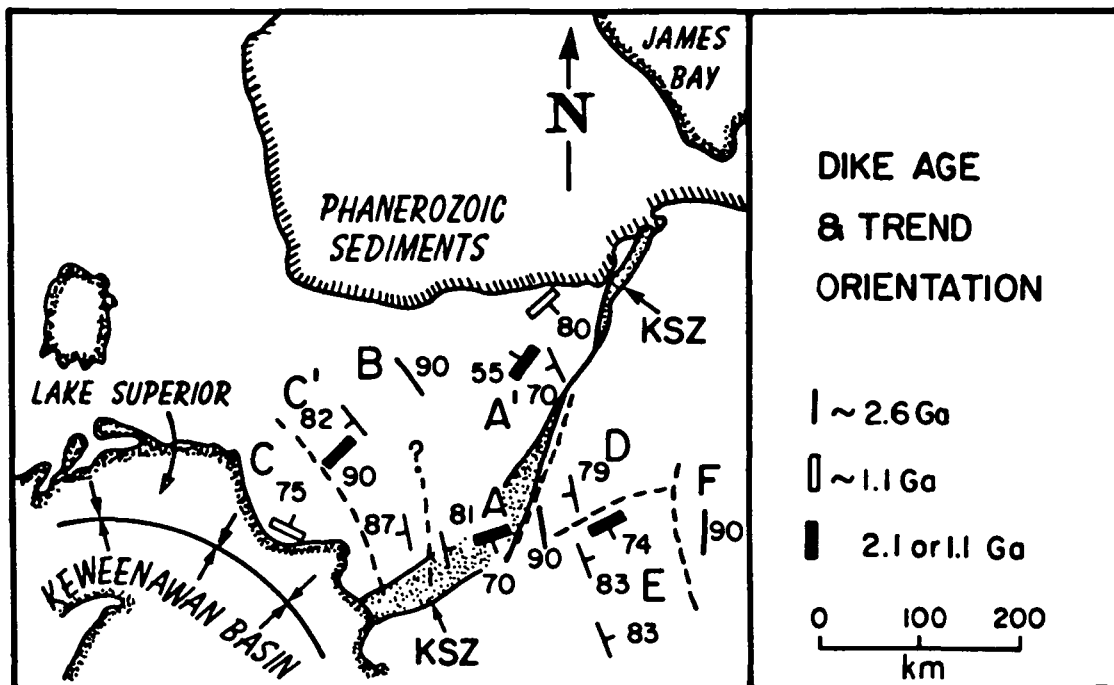 JAMES
BAY
N
PHANEROZOIC
SEDIMENTS
80
KSZ
B
90
55
70
A'
LAKE SUPERIOR
C'
82
90
?
C
75
87
81
A
D
79
F
90
74
70
90
83
E
83
KSZ
KEWEENAWAN BASIN
DIKE AGE
& TREND
ORIENTATION
~ 2.6 Ga
~ 1.1 Ga
2.1 or 1.1 Ga
0 100 200
km